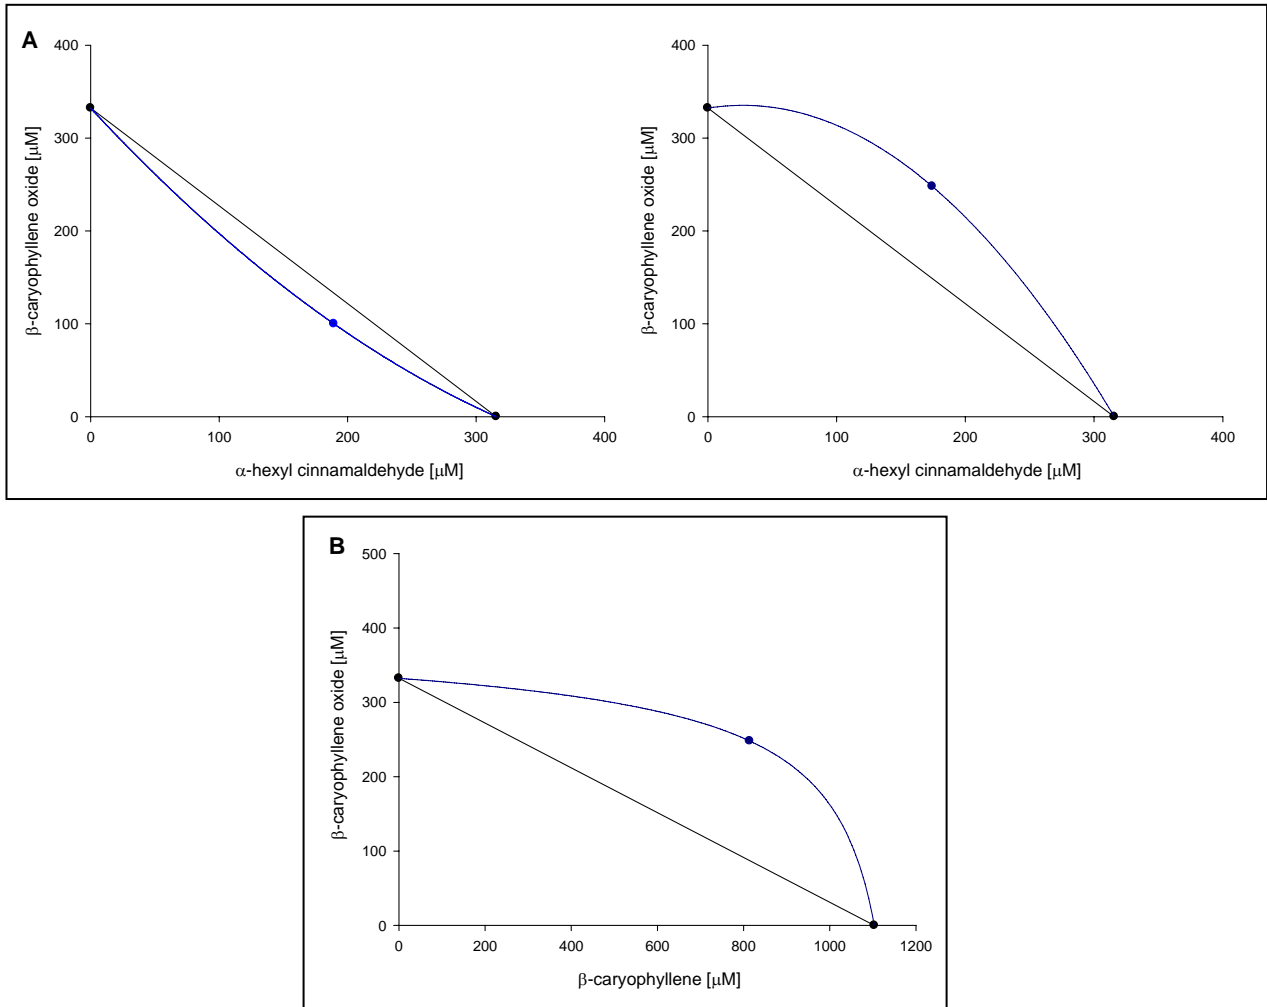 A
400
300
200
100
0
β-caryophyllene oxide [μM]
0 100 200 300 400
α-hexyl cinnamaldehyde [μM]
400
300
200
100
0
β-caryophyllene oxide [μM]
0 100 200 300 400
α-hexyl cinnamaldehyde [μM]
B
500
400
300
200
100
0
β-caryophyllene oxide [μM]
0 200 400 600 800 1000 1200
β-caryophyllene [μM]